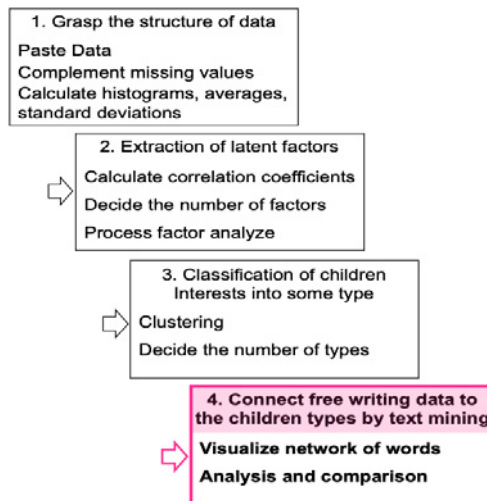 1. Grasp the structure of data
Paste Data
Complement missing values
Calculate histograms, averages,
standard deviations
2. Extraction of latent factors
Calculate correlation coefficients
Decide the number of factors
Process factor analyze
3. Classification of children
Interests into some type
Clustering
Decide the number of types
4. Connect free writing data to
the children types by text mining
Visualize network of words
Analysis and comparison